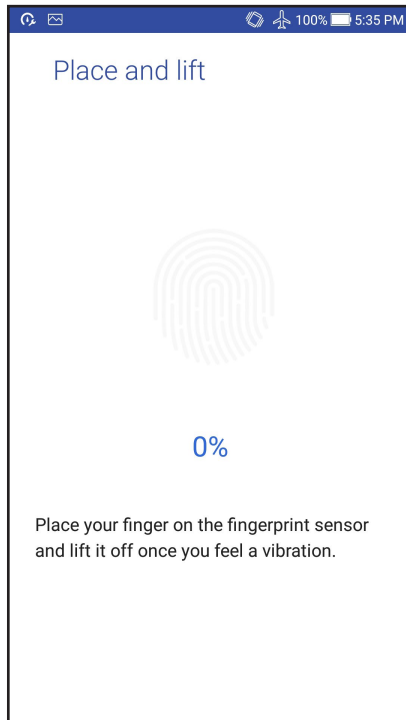 100% 5:35 PM
Place and lift
0%
Place your finger on the fingerprint sensor
and lift it off once you feel a vibration.